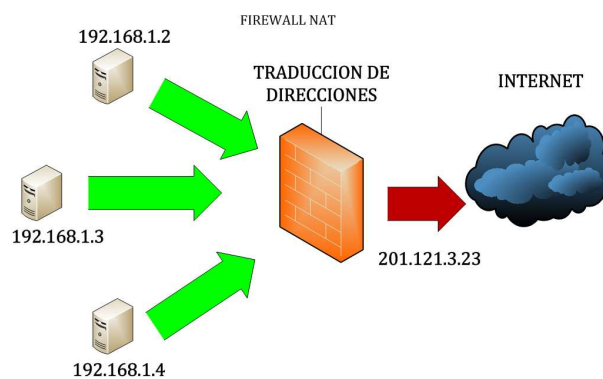 FIREWALL NAT
192.168.1.2
TRADUCCION DE
DIRECCIONES
INTERNET
192.168.1.3
201.121.3.23
192.168.1.4